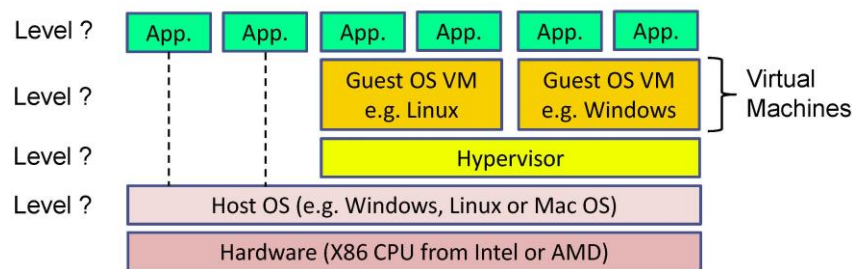 Level ? App. App. App. App. App. App.
Level ? Guest OS VM Guest OS VM Virtual
e.g. Linux e.g. Windows Machines
Level ? Hypervisor
Level ? Host OS (e.g. Windows, Linux or Mac OS)
Hardware (X86 CPU from Intel or AMD)